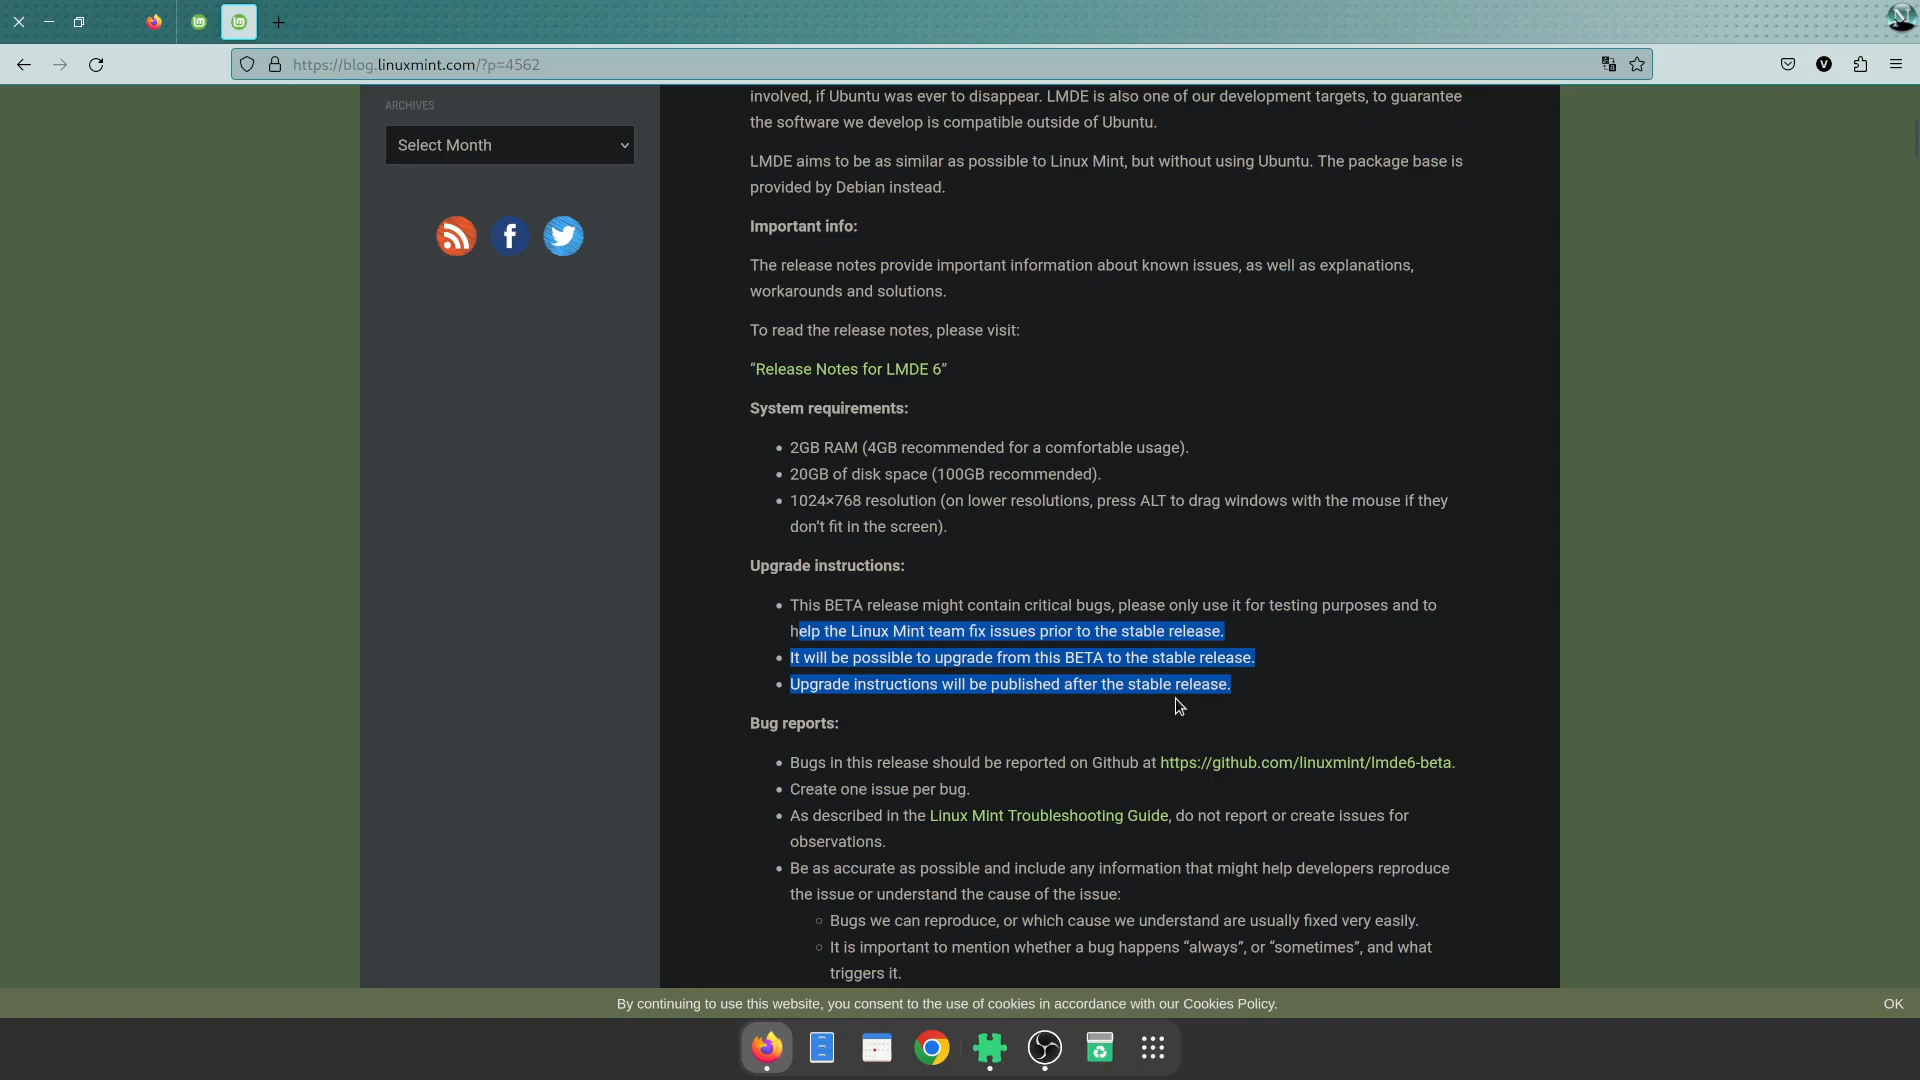 https://blog.linuxmint.com/?p=4562
ARCHIVES
Select Month
involved, if Ubuntu was ever to disappear. LMDE is also one of our development targets, to guarantee
the software we develop is compatible outside of Ubuntu.
LMDE aims to be as similar as possible to Linux Mint, but without using Ubuntu. The package base is
provided by Debian instead.
Important info:
The release notes provide important information about known issues, as well as explanations,
workarounds and solutions.
To read the release notes, please visit:
“Release Notes for LMDE 6”
System requirements:
• 2GB RAM (4GB recommended for a comfortable usage).
• 20GB of disk space (100GB recommended).
• 1024×768 resolution (on lower resolutions, press ALT to drag windows with the mouse if they
don’t fit in the screen).
Upgrade instructions:
• This BETA release might contain critical bugs, please only use it for testing purposes and to
help the Linux Mint team fix issues prior to the stable release.
• It will be possible to upgrade from this BETA to the stable release.
• Upgrade instructions will be published after the stable release.
Bug reports:
• Bugs in this release should be reported on Github at https://github.com/linuxmint/lmde6-beta.
• Create one issue per bug.
• As described in the Linux Mint Troubleshooting Guide, do not report or create issues for
observations.
• Be as accurate as possible and include any information that might help developers reproduce
the issue or understand the cause of the issue:
◦ Bugs we can reproduce, or which cause we understand are usually fixed very easily.
◦ It is important to mention whether a bug happens “always”, or “sometimes”, and what
triggers it.
By continuing to use this website, you consent to the use of cookies in accordance with our Cookies Policy.
OK